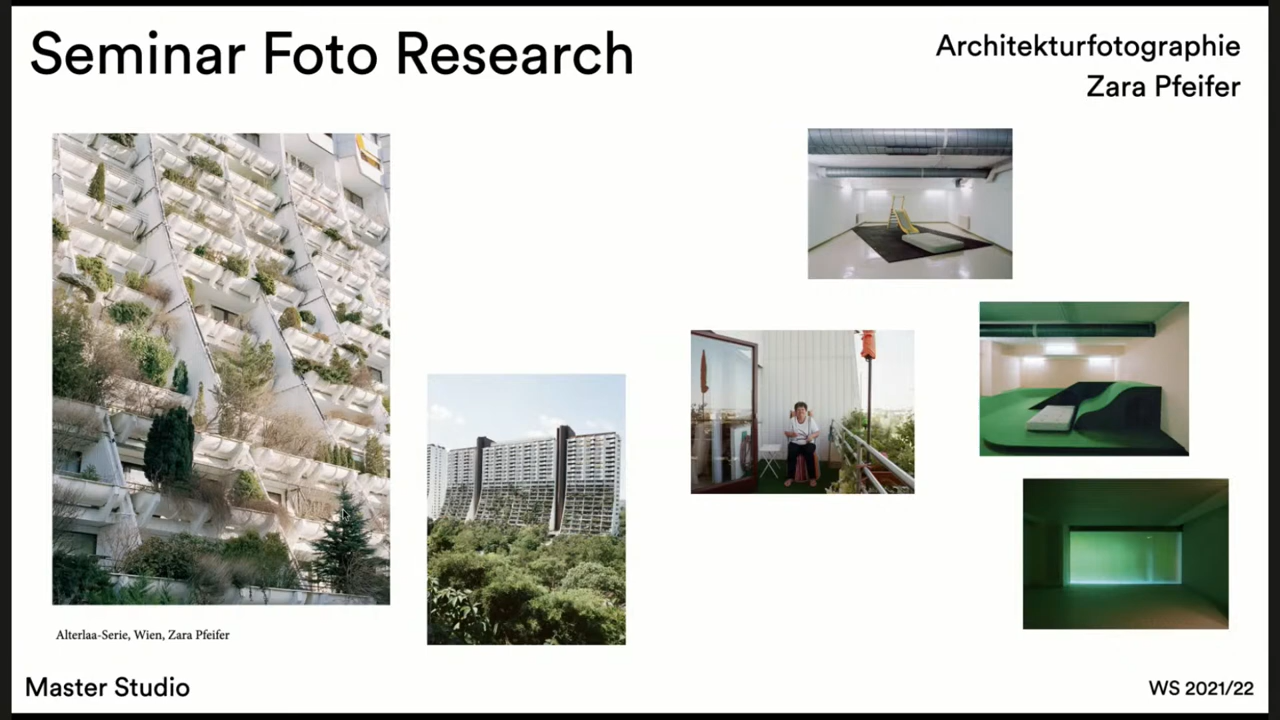 Seminar Foto Research
Architekturfotographie
Zara Pfeifer
Alterlaa-Serie, Wien, Zara Pfeifer
Master Studio
WS 2021/22